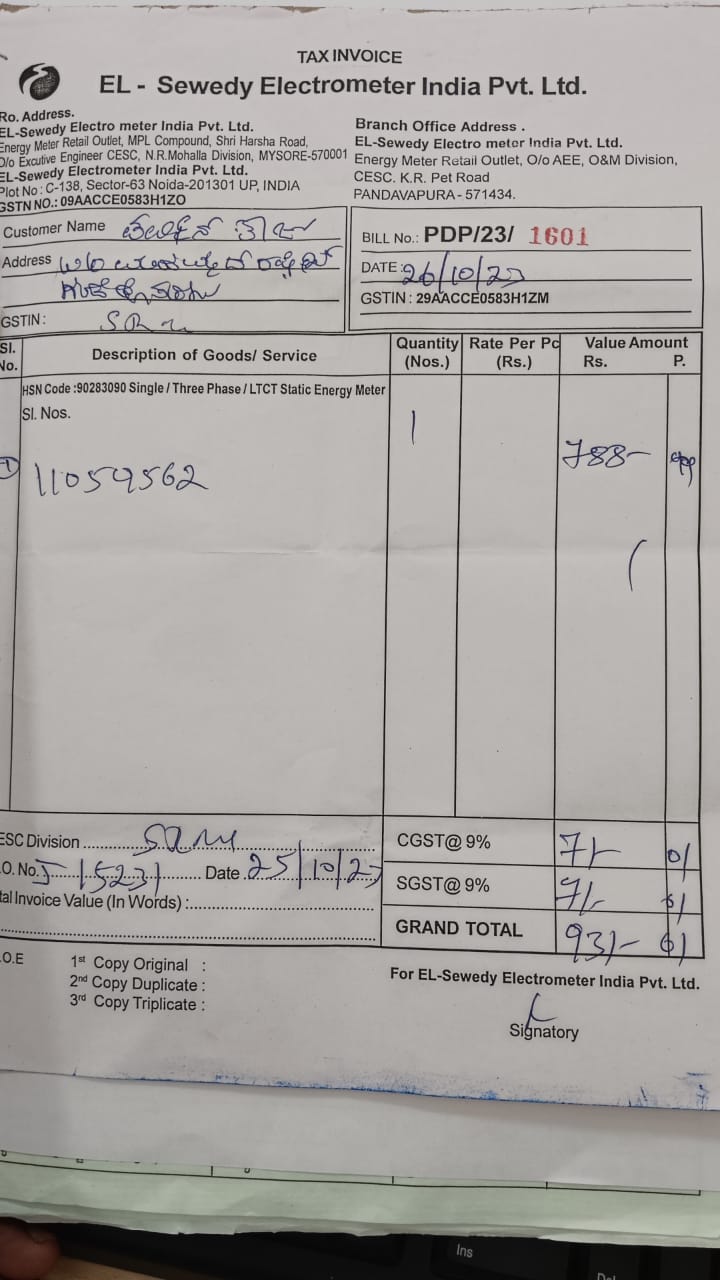 TAX INVOICE
EL - Sewedy Electrometer India Pvt. Ltd.
Ro. Address.
EL-Sewedy Electro meter India Pvt. Ltd.
Energy Meter Retail Outlet, MPL Compound, Shri Harsha Road,
O/o Excutive Engineer CESC, N.R.Mohalla Division, MYSORE-570001
EL-Sewedy Electrometer India Pvt. Ltd.
Plot No : C-138, Sector-63 Noida-201301 UP, INDIA
GSTN NO.: 09AACCE0583H1ZO
Branch Office Address .
EL-Sewedy Electro meter India Pvt. Ltd.
Energy Meter Retail Outlet, O/o AEE, O&M Division,
CESC. K.R. Pet Road
PANDAVAPURA - 571434.
Customer Name
Address
GSTIN :
BILL No.: PDP/23/ 1601
DATE : 26/10/23
GSTIN : 29AACCE0583H1ZM
Sl. No. Description of Goods/ Service Quantity (Nos.) Rate Per Pc (Rs.) Value Amount Rs. P.
HSN Code :90283090 Single / Three Phase / LTCT Static Energy Meter
Sl. Nos.
1 11059562 1 788-
ESC Division
O. No. Date 25/10/23
tal Invoice Value (In Words) :
CGST@ 9% 71-
SGST@ 9% 71-
GRAND TOTAL 931-
.O.E
1st Copy Original :
2nd Copy Duplicate :
3rd Copy Triplicate :
For EL-Sewedy Electrometer India Pvt. Ltd.
Signatory
Ins